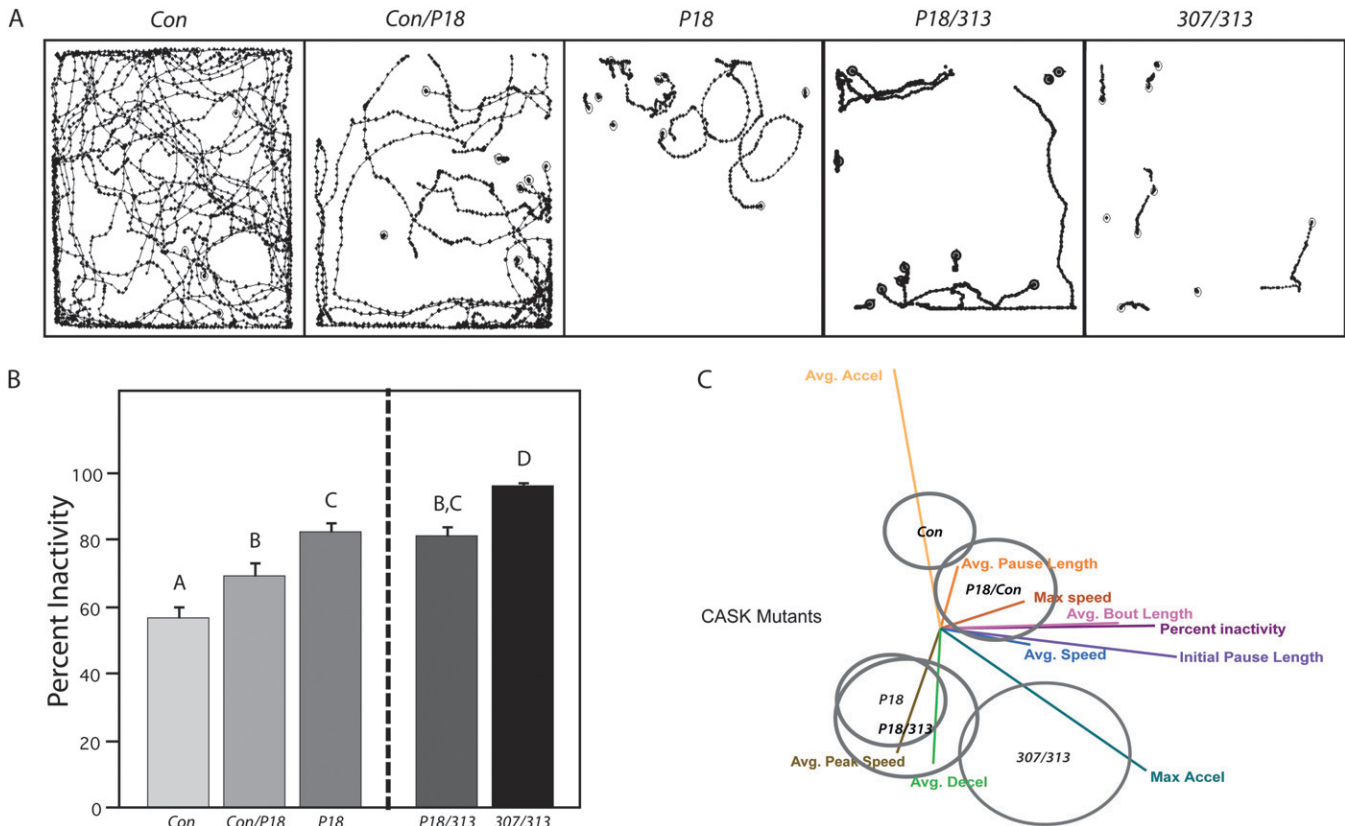 A
Con
Con/P18
P18
P18/313
307/313
B
Percent Inactivity
100
80
60
40
20
0
A
B
C
B,C
D
Con
Con/P18
P18
P18/313
307/313
C
Avg. Accel
Con
Avg. Pause Length
P18/Con
Max speed
CASK Mutants
Avg. Bout Length
Percent inactivity
Avg. Speed
Initial Pause Length
P18
P18/313
Avg. Peak Speed
307/313
Avg. Decel
Max Accel